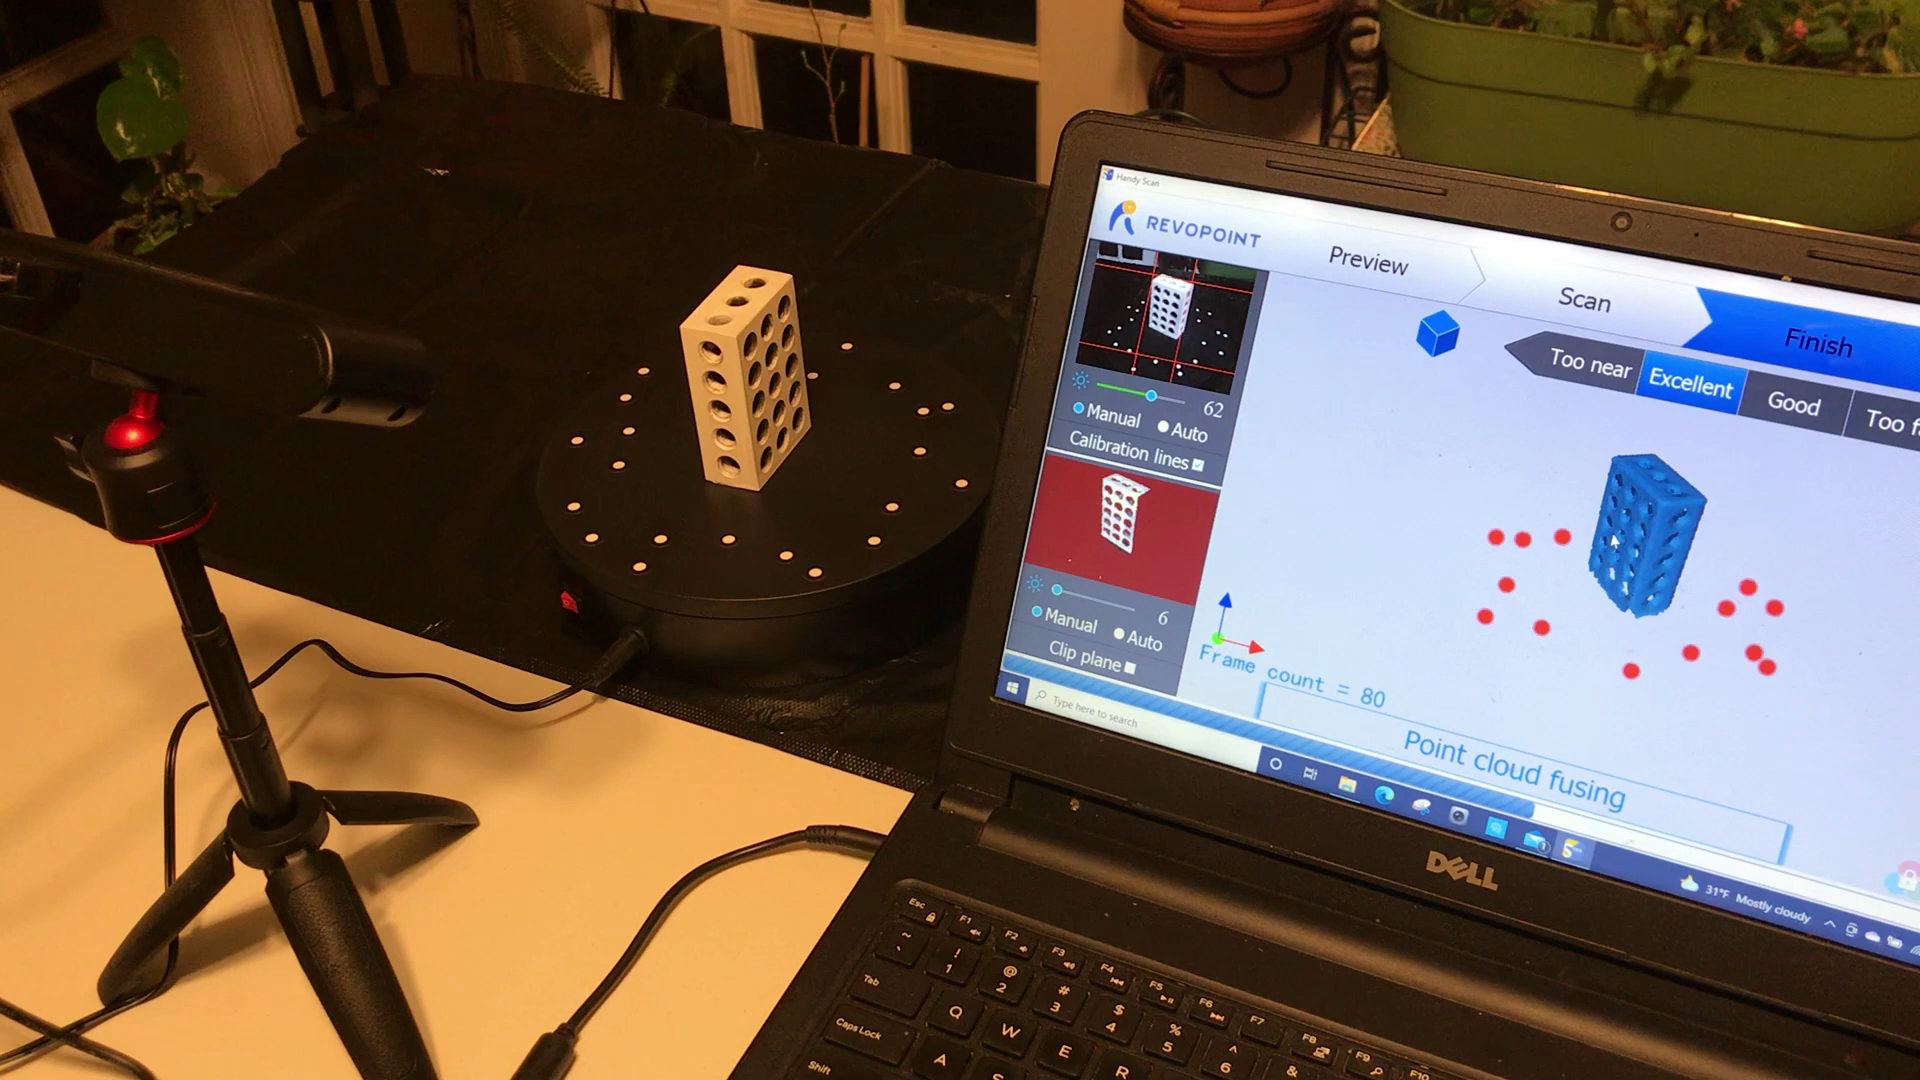 Handy Scan
REVOPOINT
Preview
Scan
Finish
Too near
Excellent
Good
Too
62
Manual
Auto
Calibration lines
6
Manual
Auto
Clip plane
Frame count = 80
Point cloud fusing
Type here to search
31°F Mostly cloudy
DELL
Esc
F1
F2
F3
F4
F5
F6
F7
F8
F9
F10
~
`
!
1
@
2
#
3
$
4
%
5
^
6
&
Tab
Q
W
E
R
Caps Lock
A
Shift